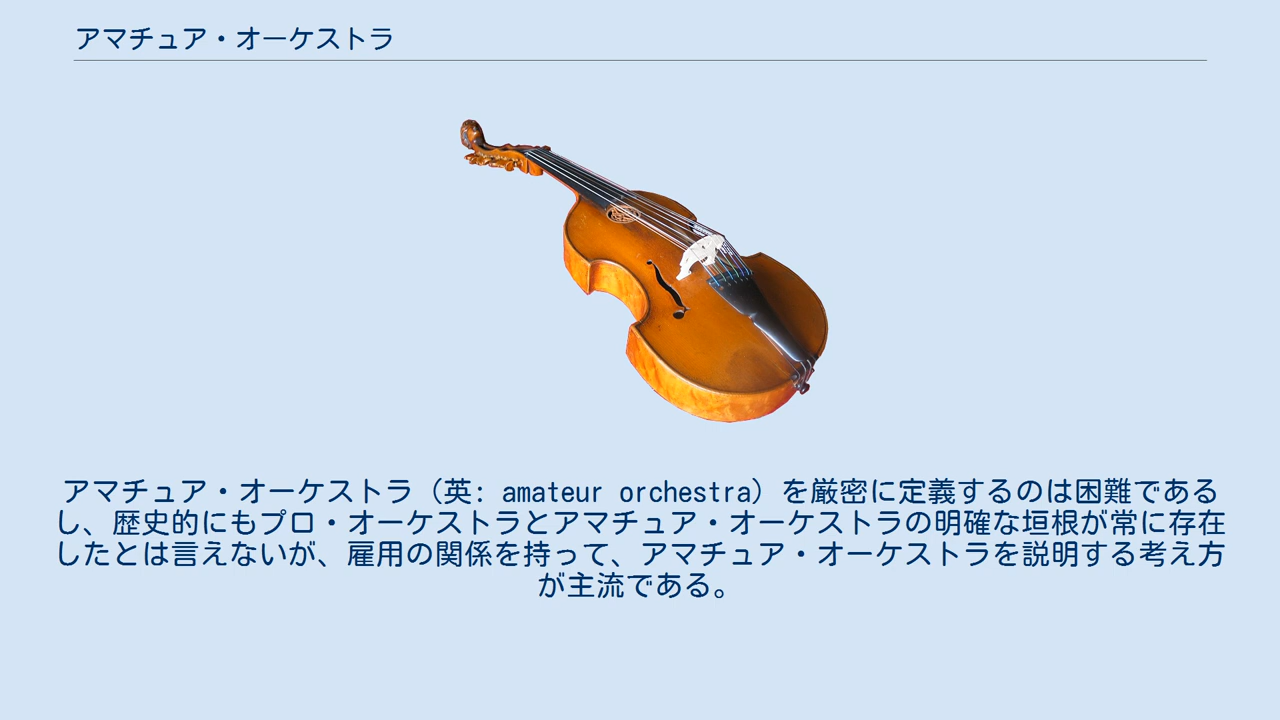 アマチュア・オーケストラ
アマチュア・オーケストラ（英: amateur orchestra）を厳密に定義するのは困難である
し、歴史的にもプロ・オーケストラとアマチュア・オーケストラの明確な垣根が常に存在
したとは言えないが、雇用の関係を持って、アマチュア・オーケストラを説明する考え方
が主流である。